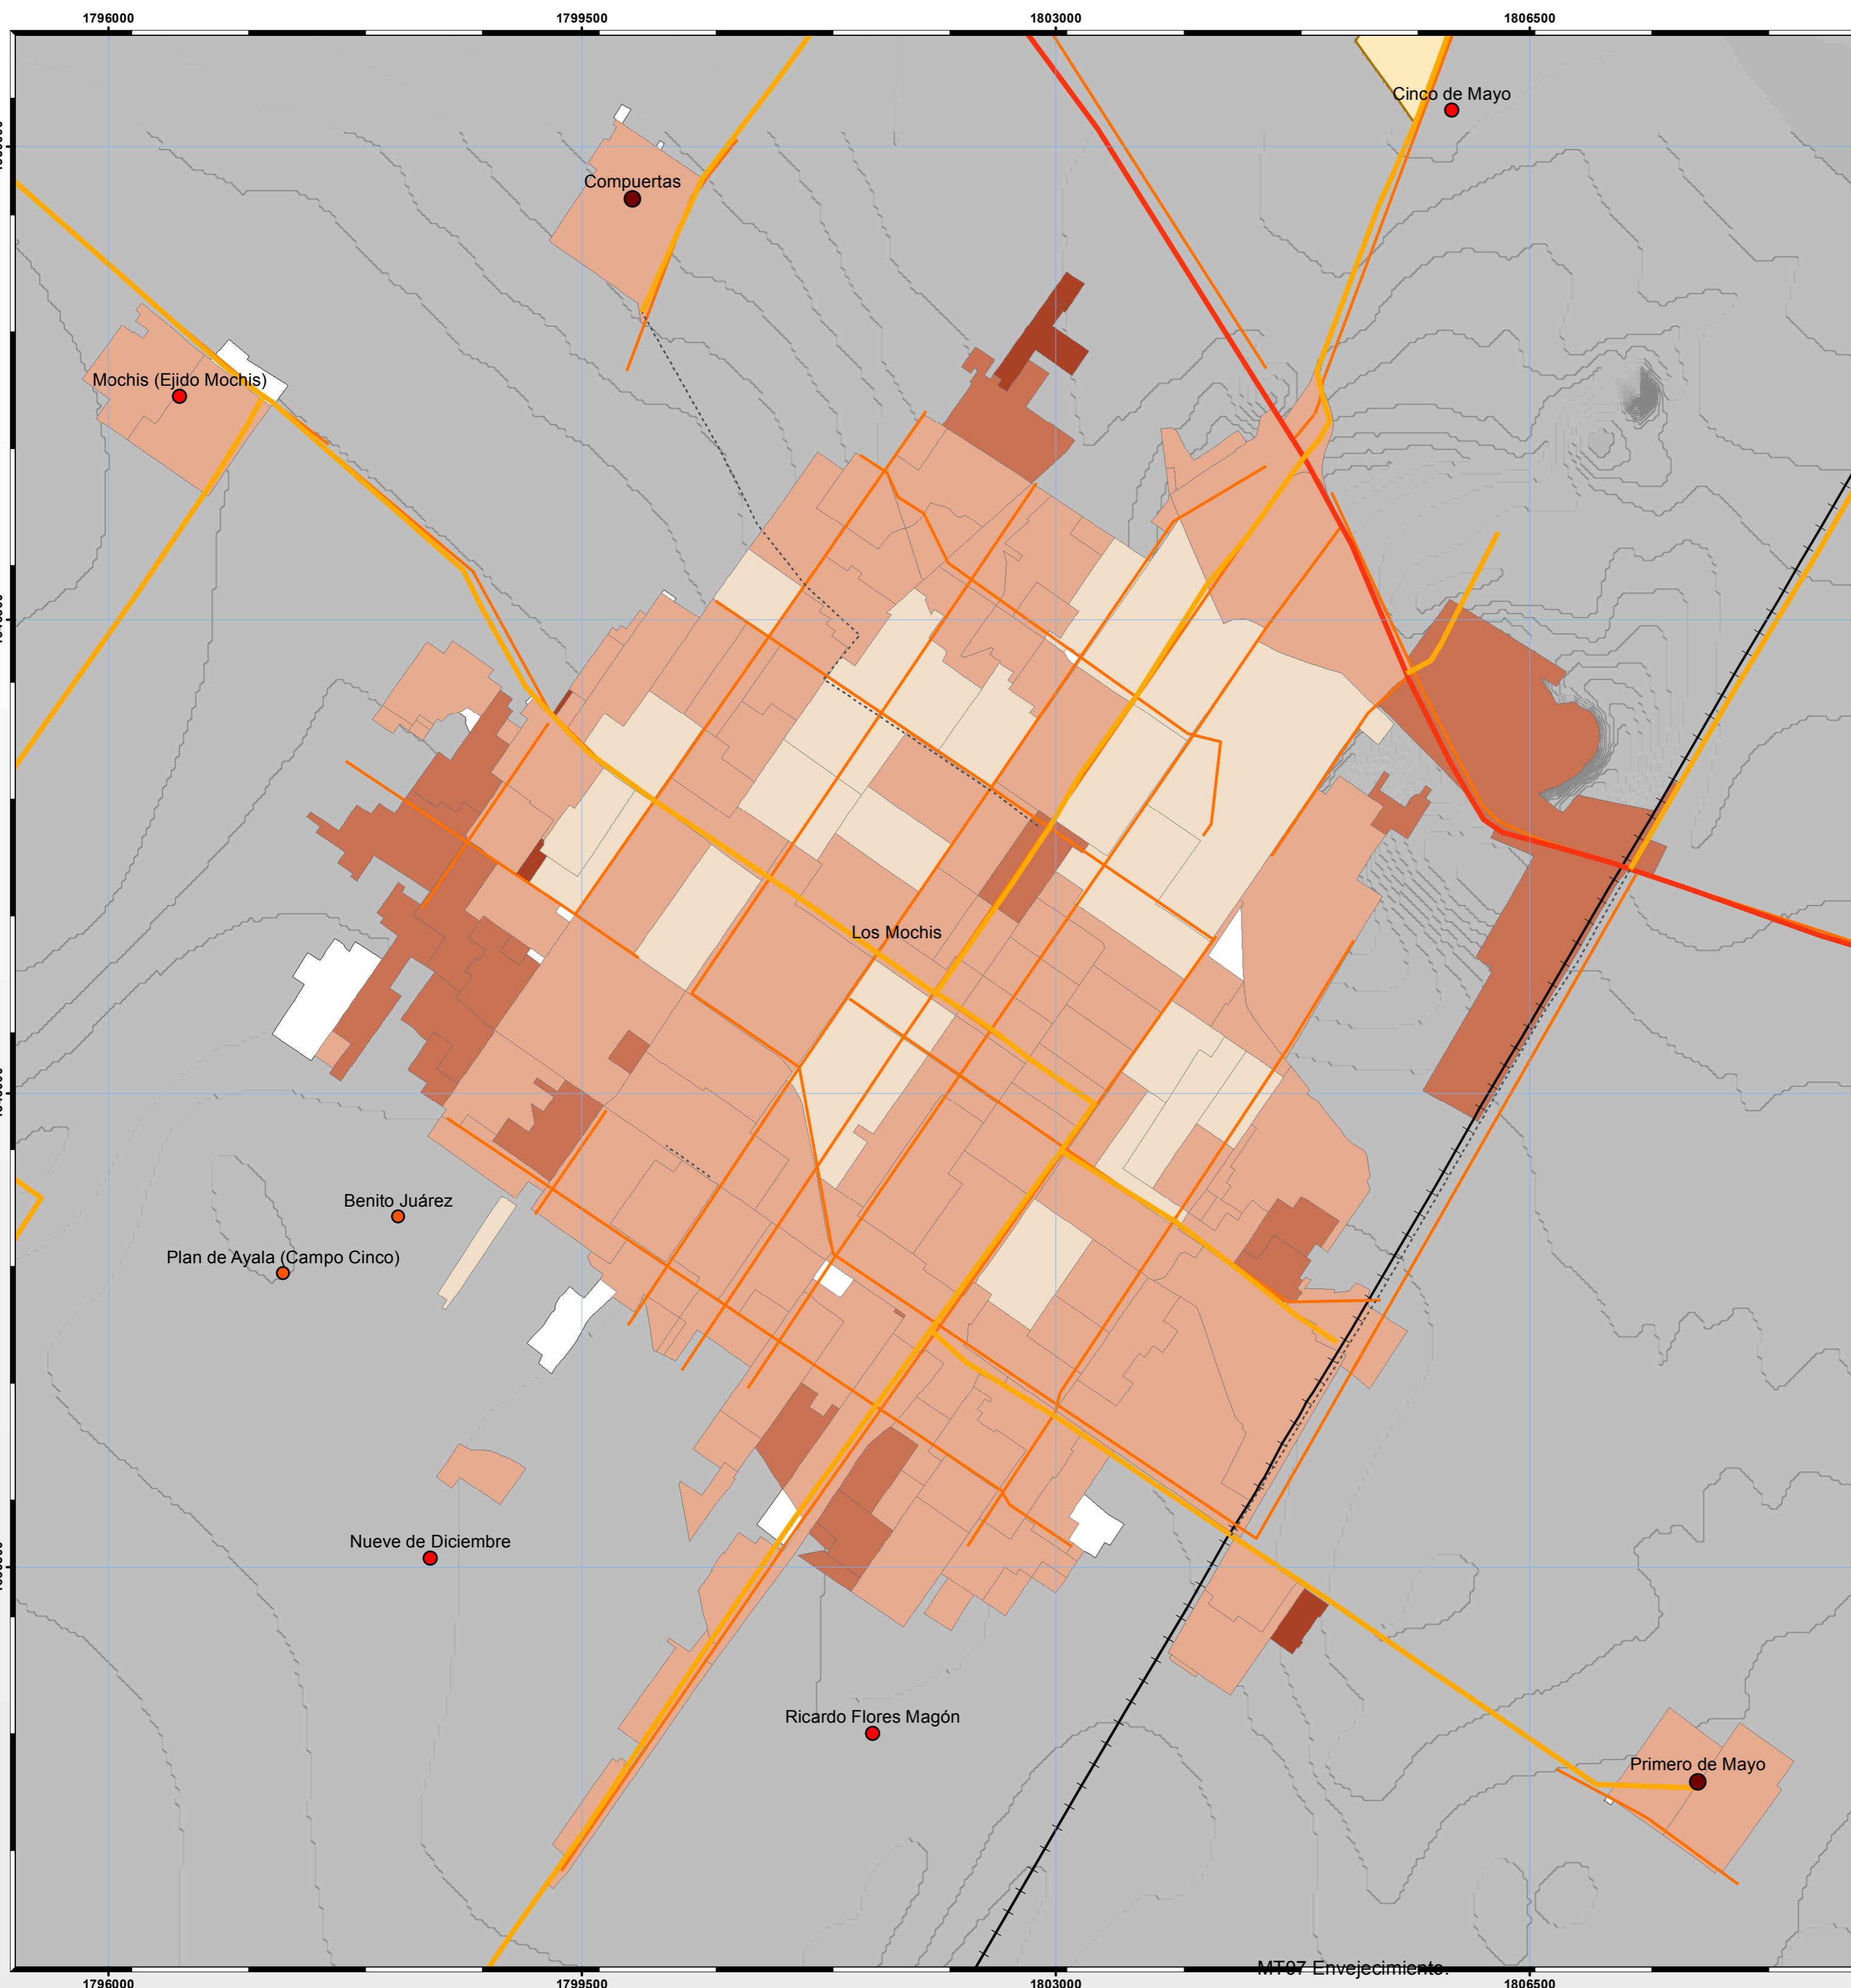 1796000 1799500 1803000 1806500
Cinco de Mayo
Compuertas
Mochis (Ejido Mochis)
Los Mochis
Benito Juárez
Plan de Ayala (Campo Cinco)
Nueve de Diciembre
Ricardo Flores Magón
Primero de Mayo
MT07 Envejecimiento.
1796000 1799500 1803000 1806500